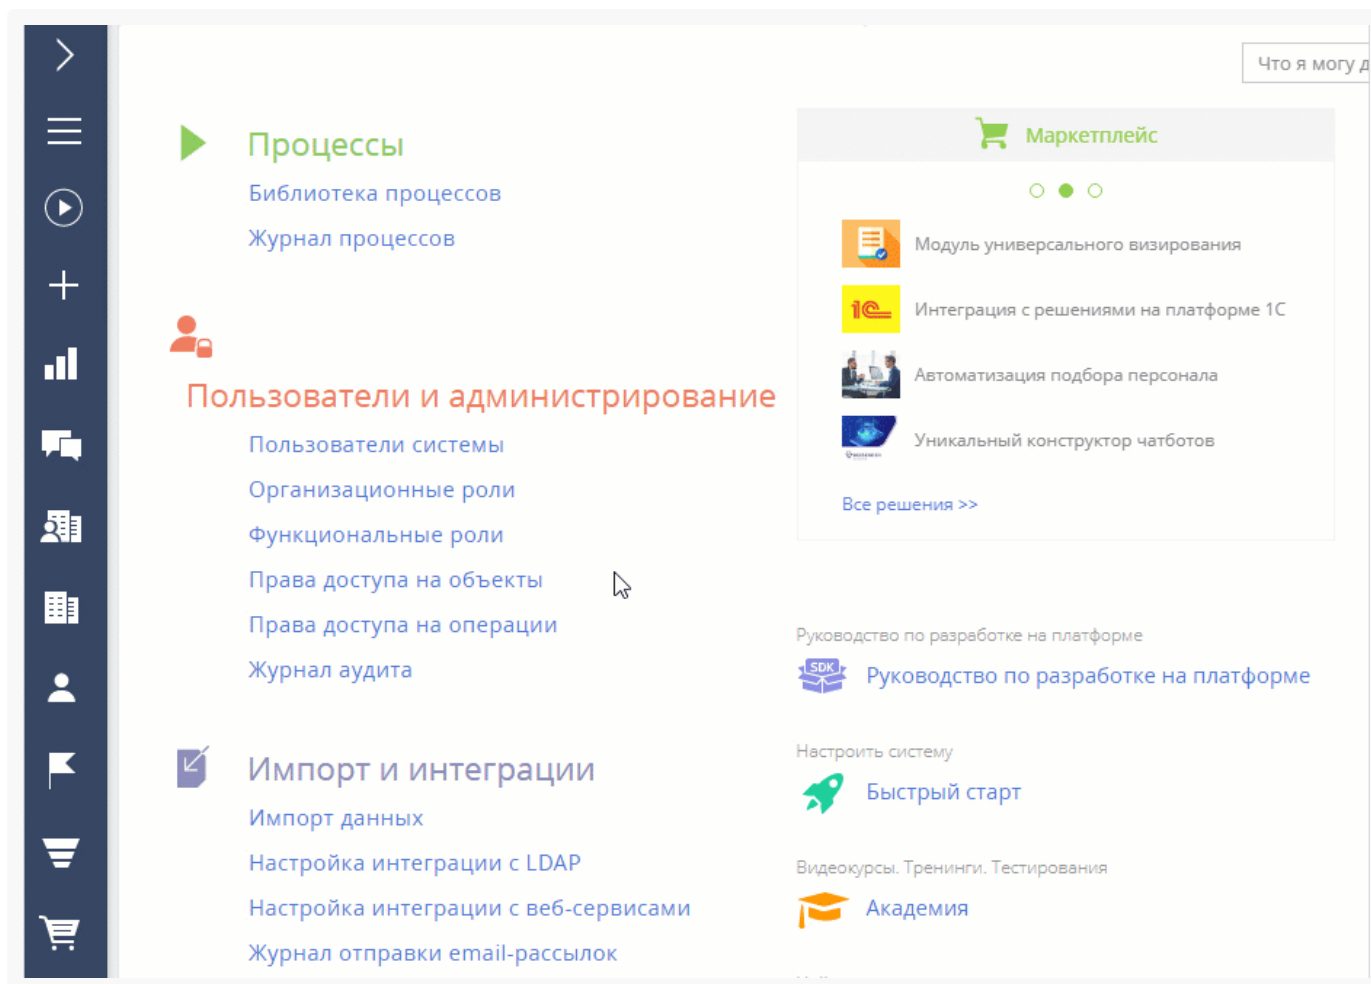 Что я могу д
Процессы
Библиотека процессов
Журнал процессов
Пользователи и администрирование
Пользователи системы
Организационные роли
Функциональные роли
Права доступа на объекты
Права доступа на операции
Журнал аудита
Импорт и интеграции
Импорт данных
Настройка интеграции с LDAP
Настройка интеграции с веб-сервисами
Журнал отправки email-рассылок
Маркетплейс
Модуль универсального визирования
1С
Интеграция с решениями на платформе 1С
Автоматизация подбора персонала
Уникальный конструктор чатботов
Все решения >>
Руководство по разработке на платформе
SDK
Руководство по разработке на платформе
Настроить систему
Быстрый старт
Видеокурсы. Тренинги. Тестирования
Академия